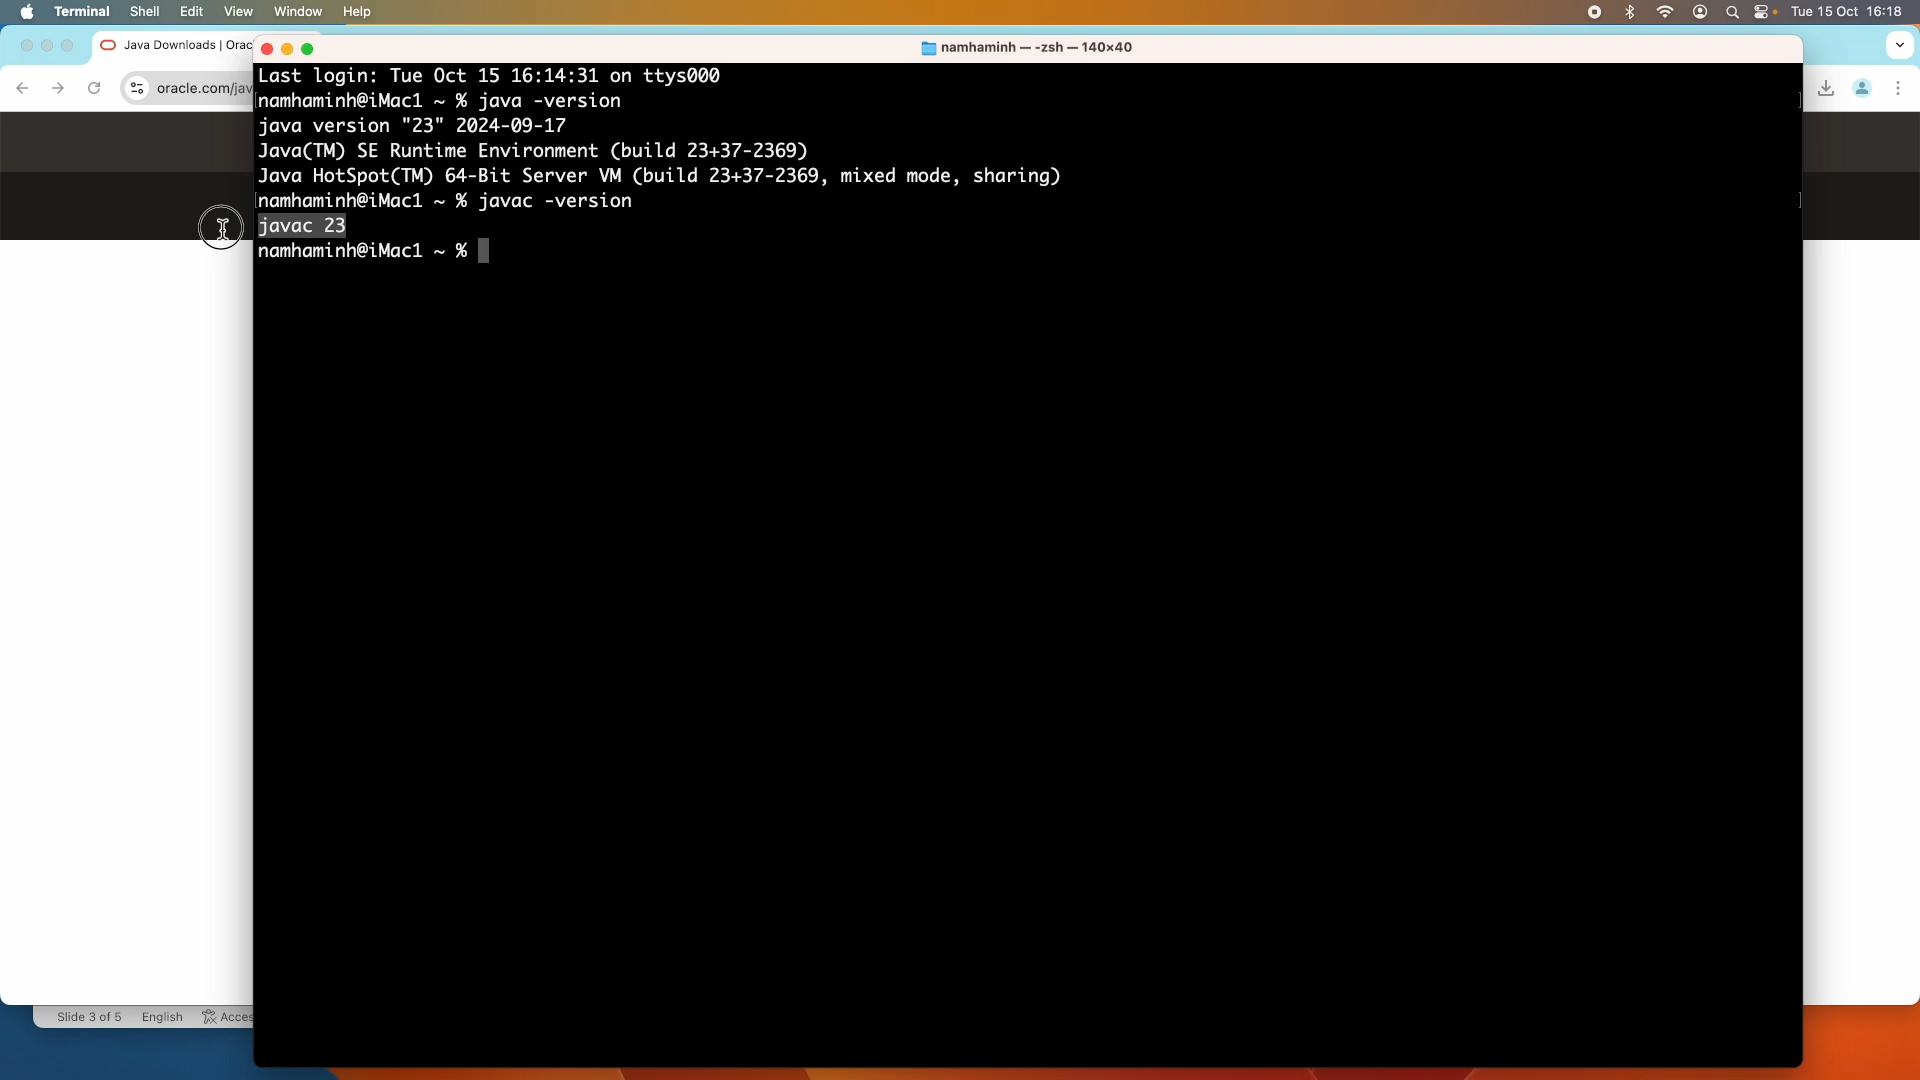 Terminal Shell Edit View Window Help
Tue 15 Oct 16:18
Java Downloads | Orac
namhaminh — -zsh — 140×40
oracle.com/jav
Last login: Tue Oct 15 16:14:31 on ttys000
namhaminh@iMac1 ~ % java -version
java version "23" 2024-09-17
Java(TM) SE Runtime Environment (build 23+37-2369)
Java HotSpot(TM) 64-Bit Server VM (build 23+37-2369, mixed mode, sharing)
namhaminh@iMac1 ~ % javac -version
javac 23
namhaminh@iMac1 ~ %
Slide 3 of 5 English Acces